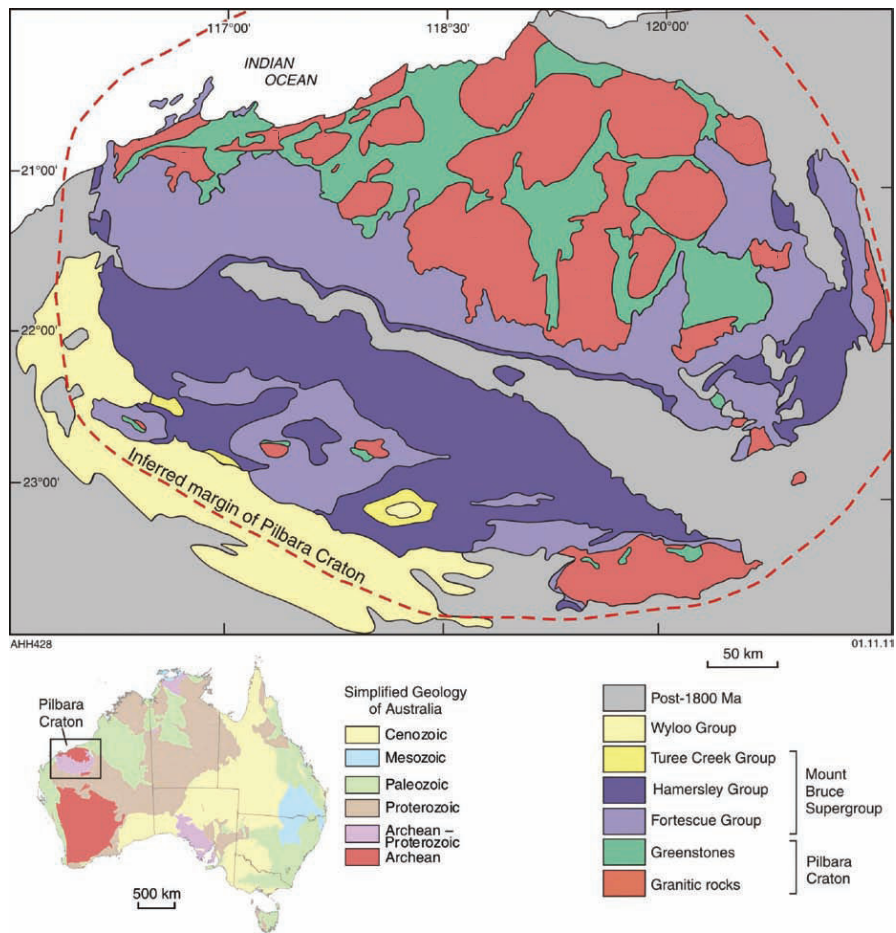 117°00'
118°30'
120°00'
INDIAN
OCEAN
21°00'
22°00'
23°00'
Inferred margin of Pilbara Craton
AHH428
01.11.11
50 km
Pilbara
Craton
500 km
Simplified Geology
of Australia
Cenozoic
Mesozoic
Paleozoic
Proterozoic
Archean –
Proterozoic
Archean
Post-1800 Ma
Wyloo Group
Turee Creek Group
Hamersley Group
Fortescue Group
Greenstones
Granitic rocks
Mount
Bruce
Supergroup
Pilbara
Craton